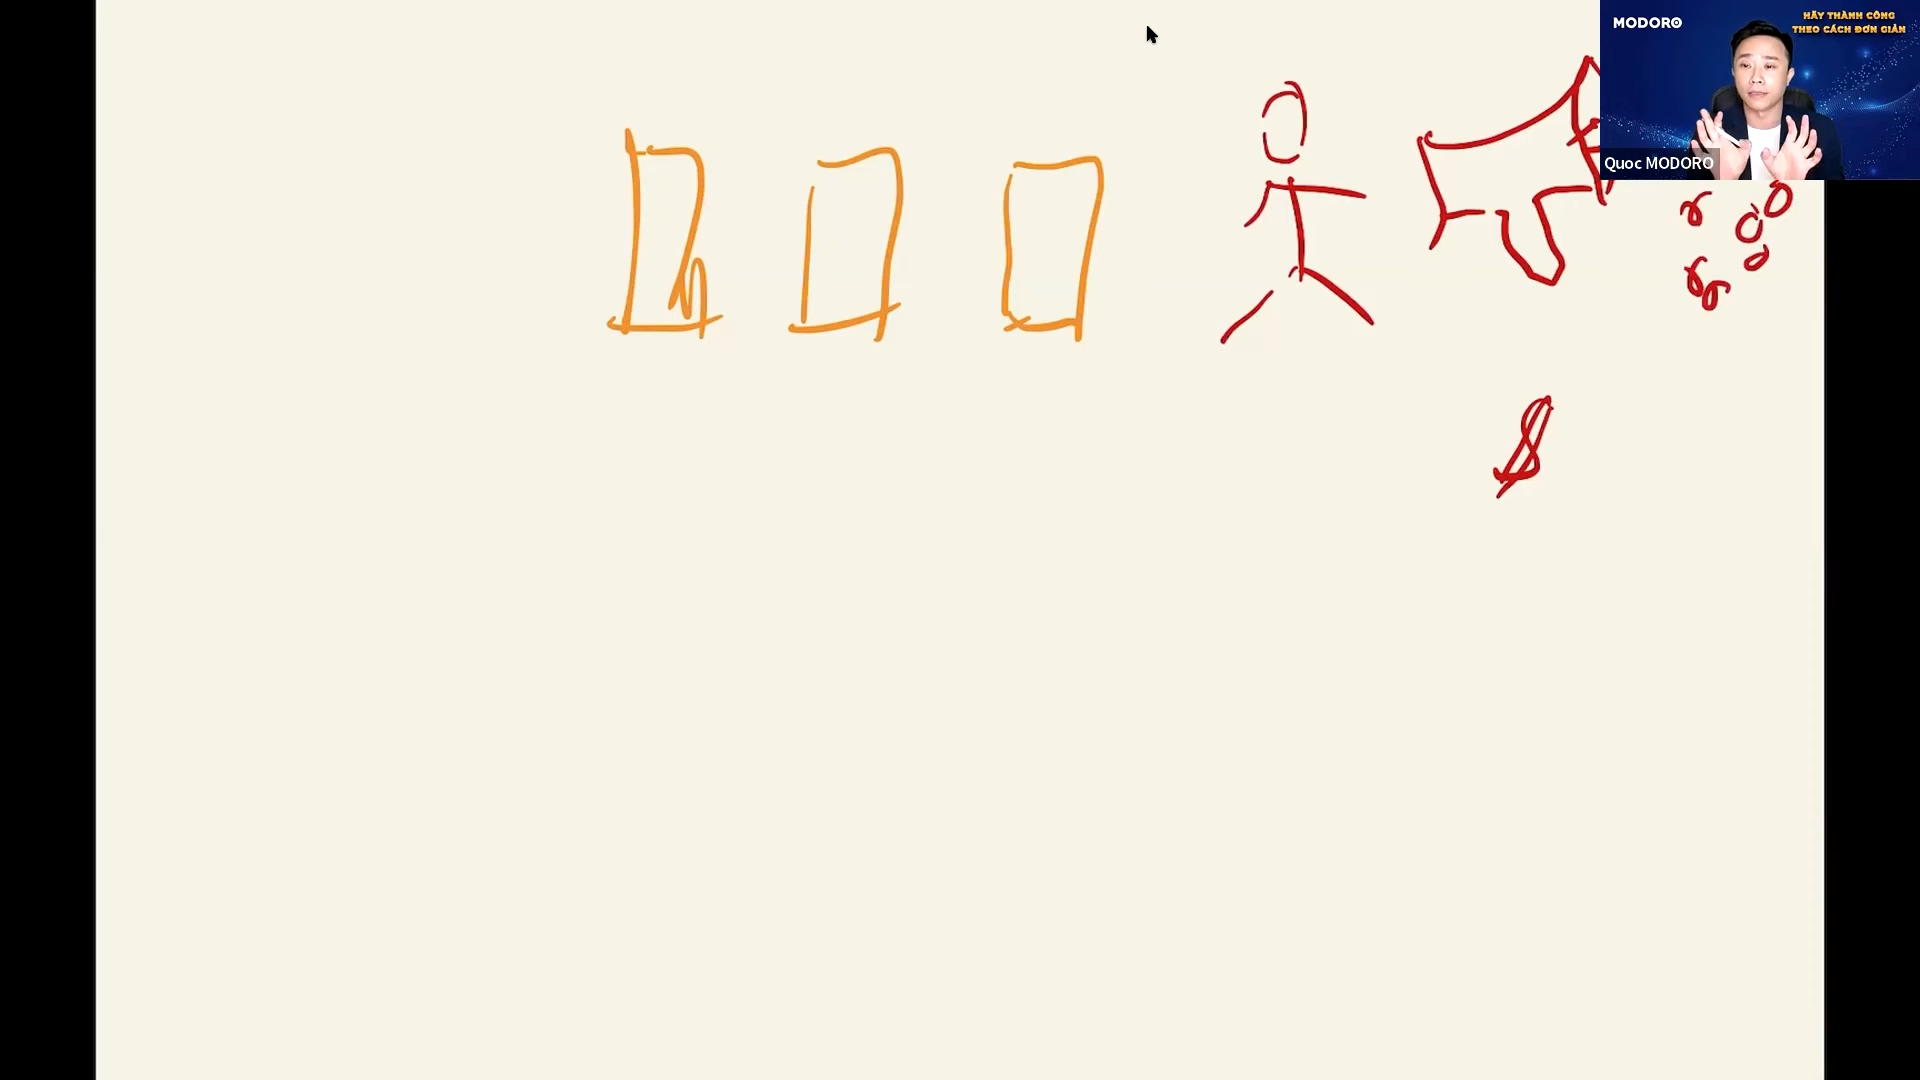 MODORO
HÃY THÀNH CÔNG
THEO CÁCH ĐƠN GIẢN
Quoc MODORO
$